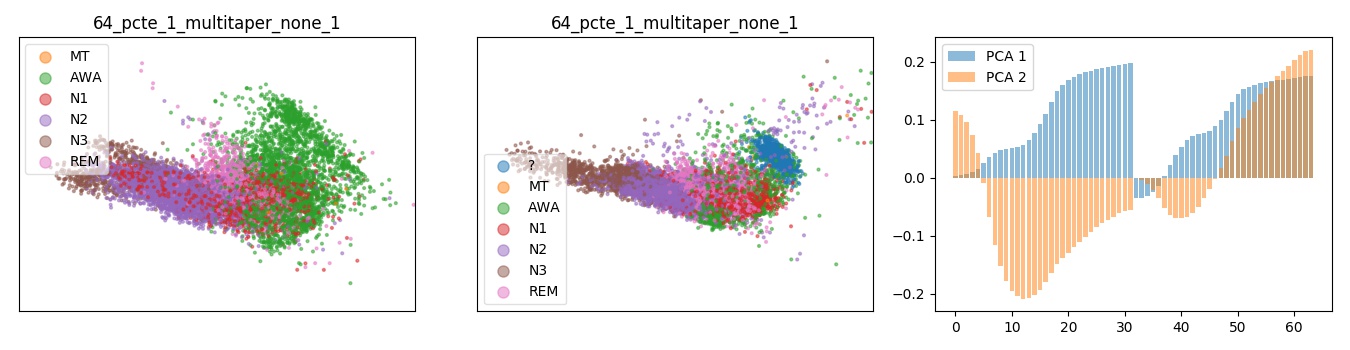 64_pcte_1_multitaper_none_1
MT
AWA
N1
N2
N3
REM
64_pcte_1_multitaper_none_1
?
MT
AWA
N1
N2
N3
REM
PCA 1
PCA 2
0.2
0.1
0.0
−0.1
−0.2
0 10 20 30 40 50 60